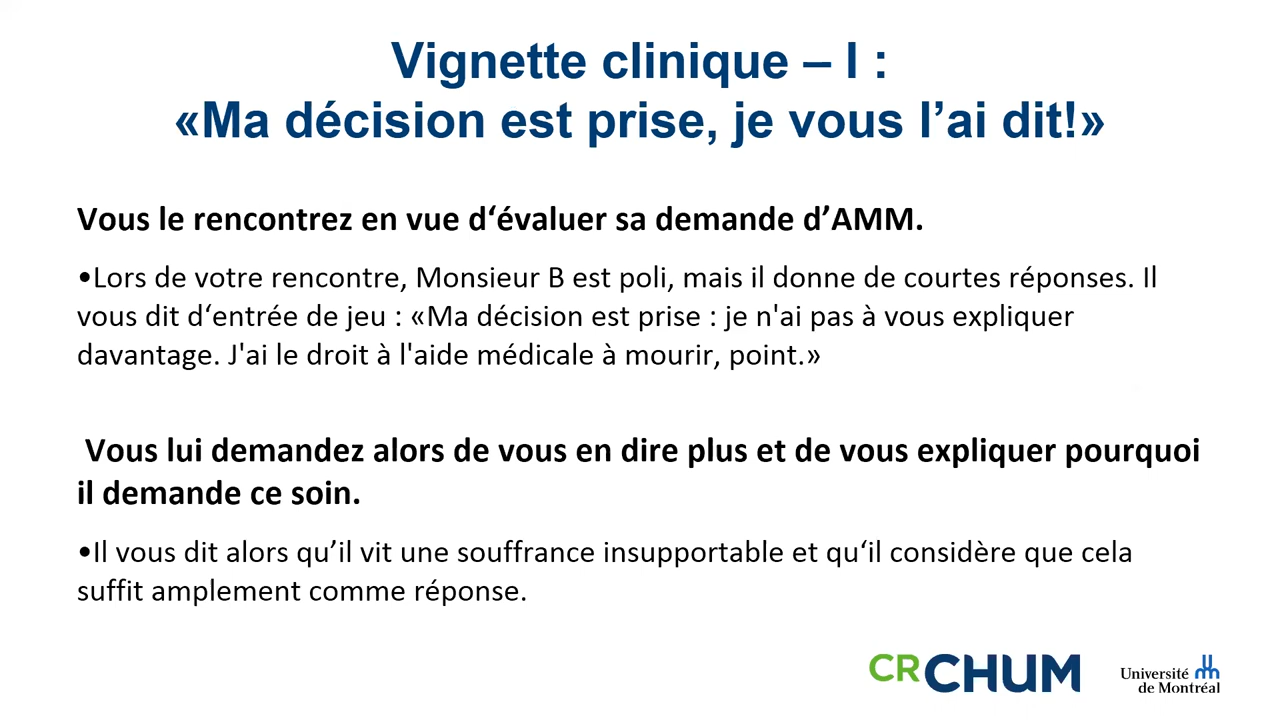 Vignette clinique – I :
«Ma décision est prise, je vous l’ai dit!»
Vous le rencontrez en vue d‘évaluer sa demande d’AMM.
•Lors de votre rencontre, Monsieur B est poli, mais il donne de courtes réponses. Il
vous dit d‘entrée de jeu : «Ma décision est prise : je n'ai pas à vous expliquer
davantage. J'ai le droit à l'aide médicale à mourir, point.»
Vous lui demandez alors de vous en dire plus et de vous expliquer pourquoi
il demande ce soin.
•Il vous dit alors qu’il vit une souffrance insupportable et qu‘il considère que cela
suffit amplement comme réponse.
CRCHUM
Université
de Montréal